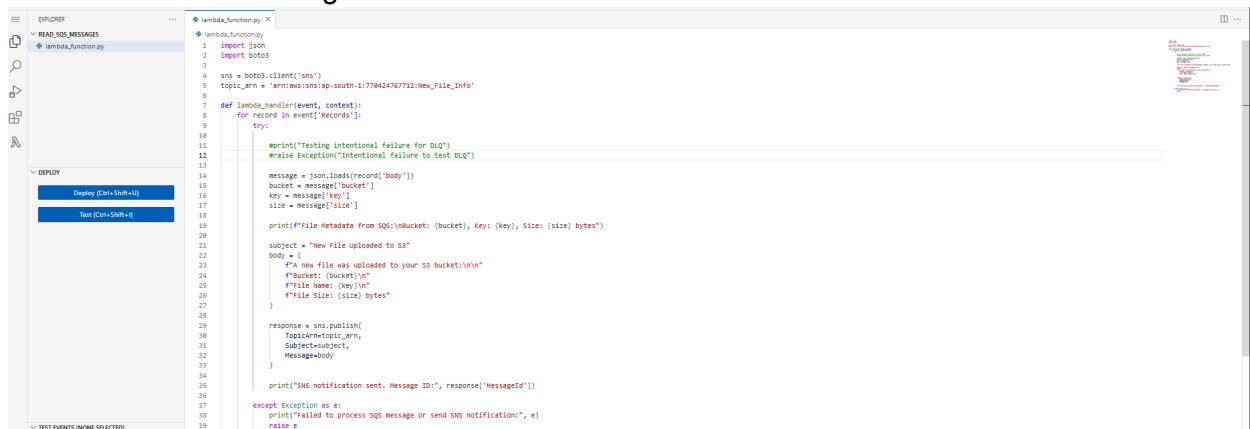 EXPLORER
...
READ_SQS_MESSAGES
lambda_function.py
DEPLOY
Deploy (Ctrl+Shift+U)
Test (Ctrl+Shift+I)
TEST EVENTS [NONE SELECTED]
lambda_function.py ×
lambda_function.py
1 import json
2 import boto3
3
4 sns = boto3.client('sns')
5 topic_arn = 'arn:aws:sns:ap-south-1:770424767712:New_File_Info'
6
7 def lambda_handler(event, context):
8 for record in event['Records']:
9 try:
10
11 #print("Testing intentional failure for DLQ")
12 #raise Exception("Intentional failure to test DLQ")
13
14 message = json.loads(record['body'])
15 bucket = message['bucket']
16 key = message['key']
17 size = message['size']
18
19 print(f"File Metadata from SQS:\nBucket: {bucket}, Key: {key}, Size: {size} bytes")
20
21 subject = "New File Uploaded to S3"
22 body = (
23 f"A new file was uploaded to your S3 bucket:\n\n"
24 f"Bucket: {bucket}\n"
25 f"File Name: {key}\n"
26 f"File Size: {size} bytes"
27 )
28
29 response = sns.publish(
30 TopicArn=topic_arn,
31 Subject=subject,
32 Message=body
33 )
34
35 print("SNS notification sent. Message ID:", response['MessageId'])
36
37 except Exception as e:
38 print("Failed to process SQS message or send SNS notification:", e)
39 raise e